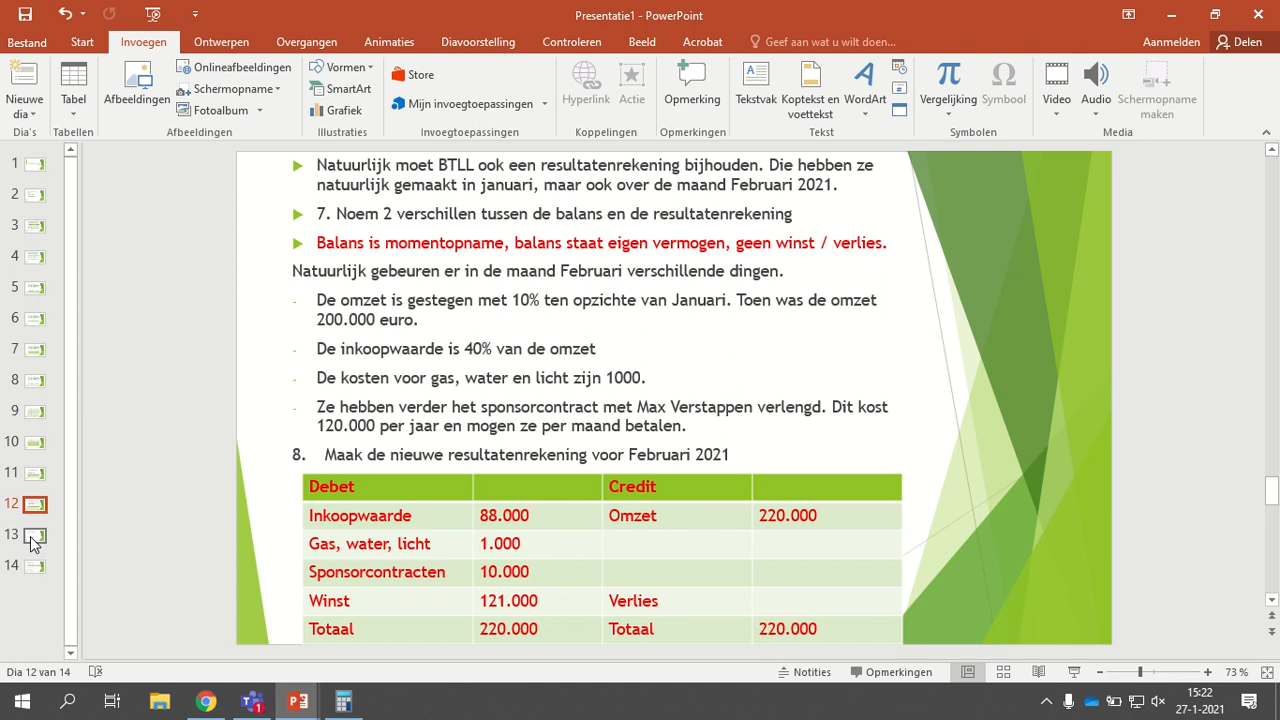 Presentatie1 - PowerPoint
Bestand Start Invoegen Ontwerpen Overgangen Animaties Diavoorstelling Controleren Beeld Acrobat Geef aan wat u wilt doen... Aanmelden Delen
Nieuwe dia
Tabel
Afbeeldingen
Onlineafbeeldingen
Schermopname
Fotoalbum
Vormen
SmartArt
Grafiek
Store
Mijn invoegtoepassingen
Hyperlink
Actie
Opmerking
Tekstvak
Koptekst en voettekst
WordArt
Vergelijking
Symbool
Video
Audio
Schermopname maken
Dia's Tabellen Afbeeldingen Illustraties Invoegtoepassingen Koppelingen Opmerkingen Tekst Symbolen Media
1
2
3
4
5
6
7
8
9
10
11
12
13
14
Natuurlijk moet BTLL ook een resultatenrekening bijhouden. Die hebben ze
natuurlijk gemaakt in januari, maar ook over de maand Februari 2021.
7. Noem 2 verschillen tussen de balans en de resultatenrekening
Balans is momentopname, balans staat eigen vermogen, geen winst / verlies.
Natuurlijk gebeuren er in de maand Februari verschillende dingen.
- De omzet is gestegen met 10% ten opzichte van Januari. Toen was de omzet
200.000 euro.
- De inkoopwaarde is 40% van de omzet
- De kosten voor gas, water en licht zijn 1000.
- Ze hebben verder het sponsorcontract met Max Verstappen verlengd. Dit kost
120.000 per jaar en mogen ze per maand betalen.
8. Maak de nieuwe resultatenrekening voor Februari 2021
Debet Credit
Inkoopwaarde 88.000 Omzet 220.000
Gas, water, licht 1.000
Sponsorcontracten 10.000
Winst 121.000 Verlies
Totaal 220.000 Totaal 220.000
Dia 12 van 14 Notities Opmerkingen 73 %
1
15:22
27-1-2021